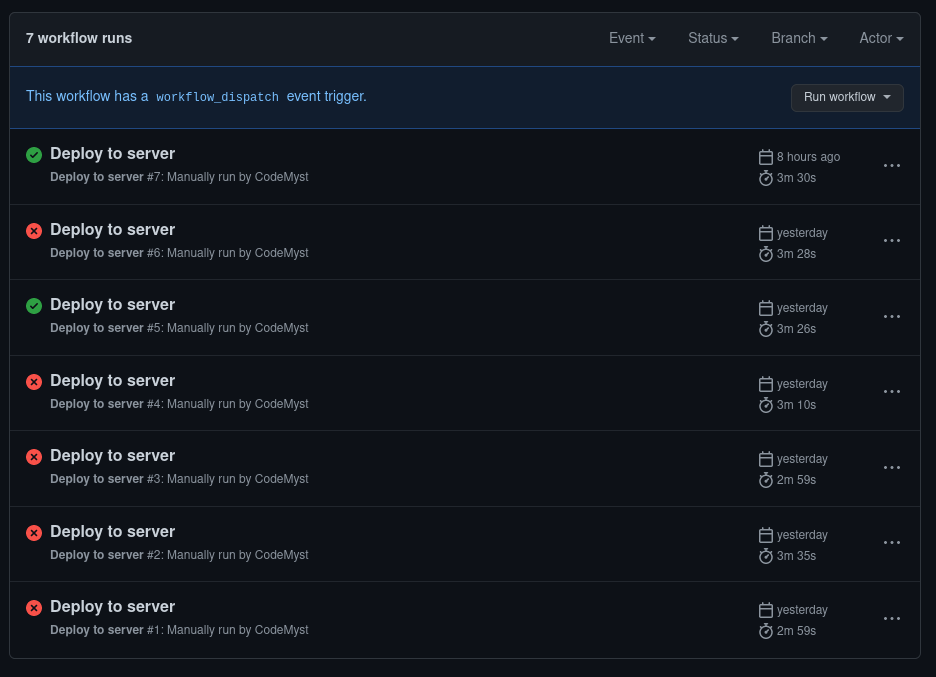 7 workflow runs Event Status Branch Actor
This workflow has a workflow_dispatch event trigger. Run workflow
Deploy to server
Deploy to server #7: Manually run by CodeMyst
8 hours ago
3m 30s
Deploy to server
Deploy to server #6: Manually run by CodeMyst
yesterday
3m 28s
Deploy to server
Deploy to server #5: Manually run by CodeMyst
yesterday
3m 26s
Deploy to server
Deploy to server #4: Manually run by CodeMyst
yesterday
3m 10s
Deploy to server
Deploy to server #3: Manually run by CodeMyst
yesterday
2m 59s
Deploy to server
Deploy to server #2: Manually run by CodeMyst
yesterday
3m 35s
Deploy to server
Deploy to server #1: Manually run by CodeMyst
yesterday
2m 59s